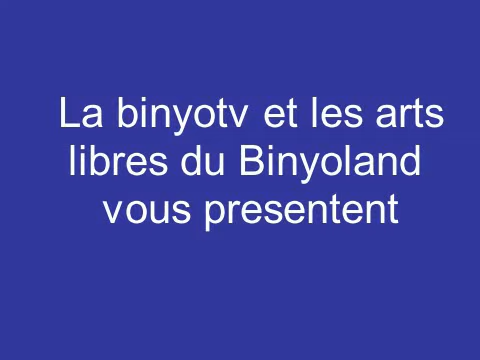 La binyotv et les arts
libres du Binyoland
vous presentent